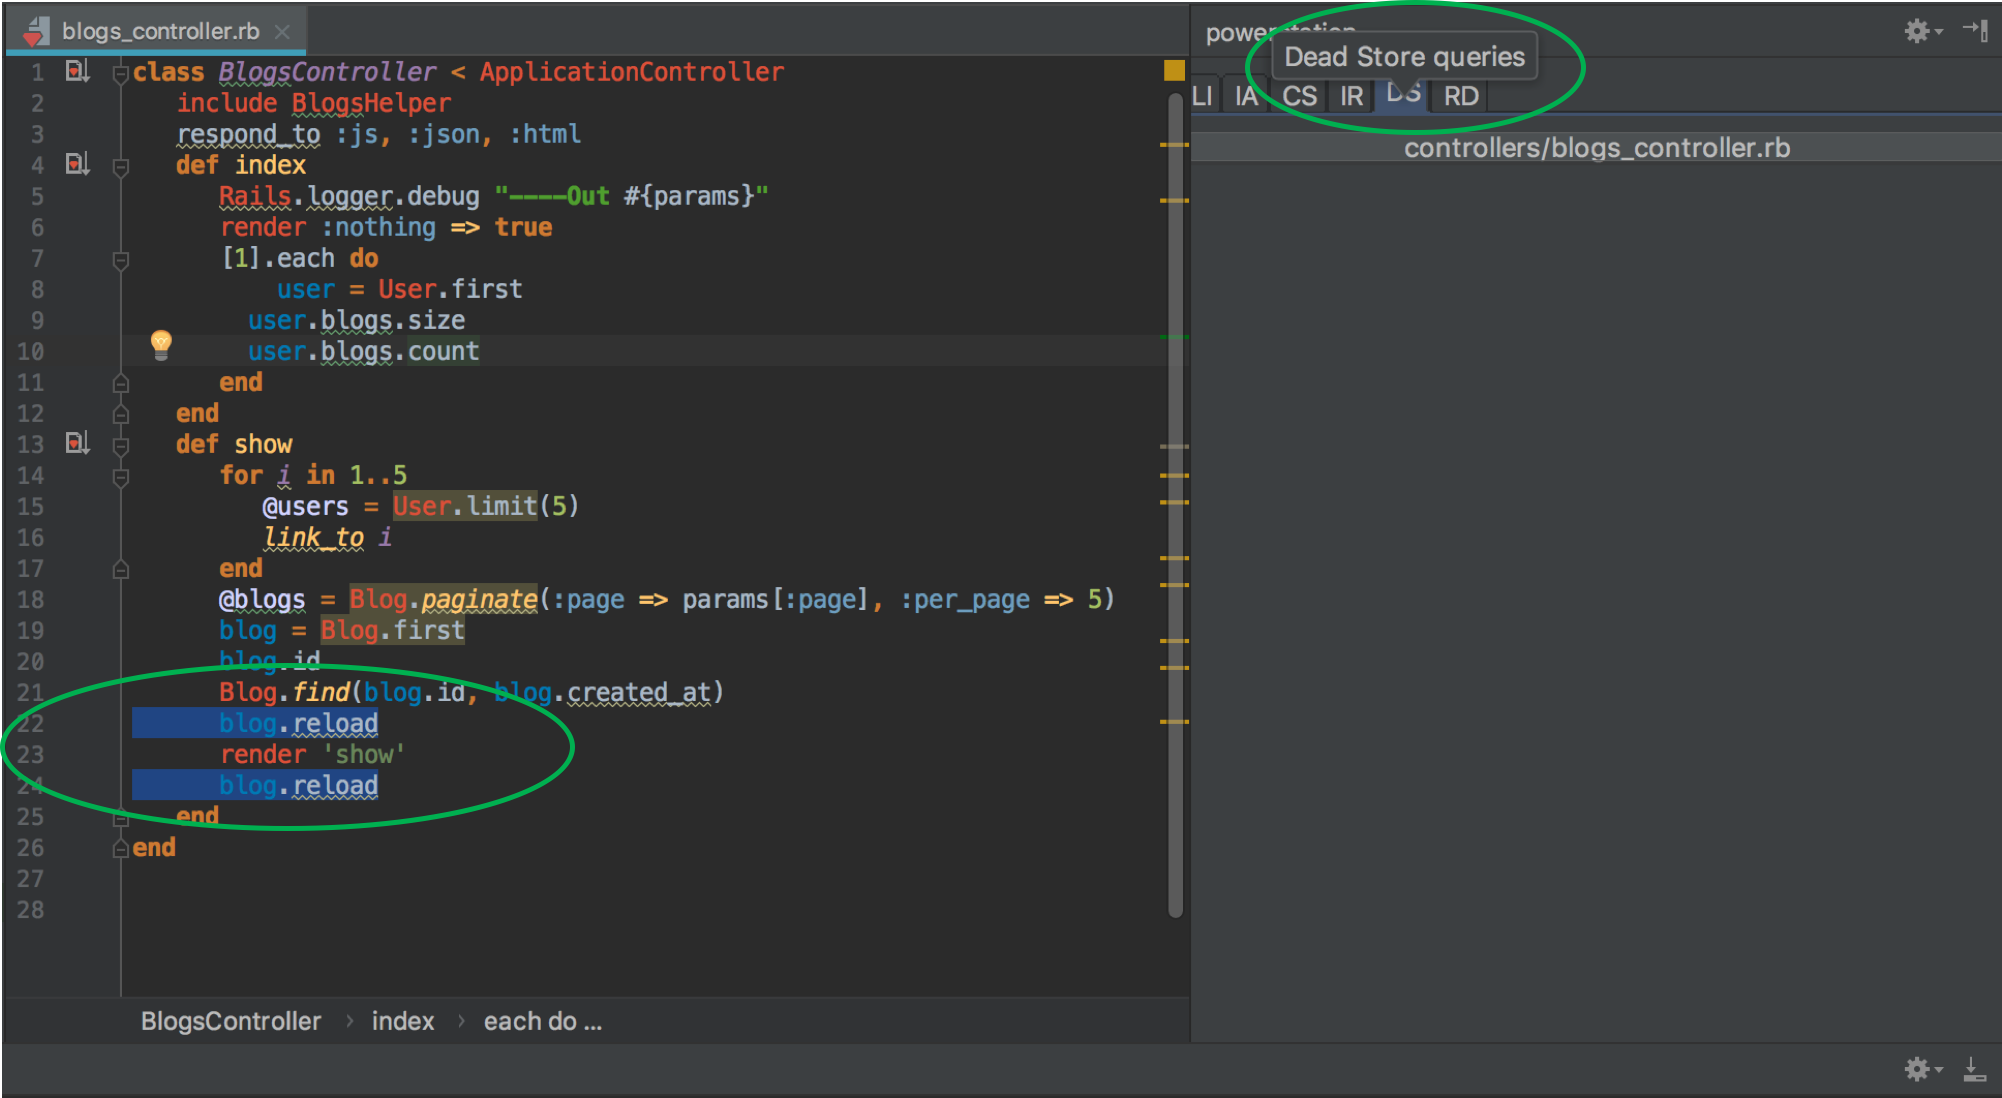 blogs_controller.rb
powerstation
Dead Store queries
LI IA CS IR DS RD
controllers/blogs_controller.rb
1 class BlogsController < ApplicationController
2 include BlogsHelper
3 respond_to :js, :json, :html
4 def index
5 Rails.logger.debug "----Out #{params}"
6 render :nothing => true
7 [1].each do
8 user = User.first
9 user.blogs.size
10 user.blogs.count
11 end
12 end
13 def show
14 for i in 1..5
15 @users = User.limit(5)
16 link_to i
17 end
18 @blogs = Blog.paginate(:page => params[:page], :per_page => 5)
19 blog = Blog.first
20 blog.id
21 Blog.find(blog.id, blog.created_at)
22 blog.reload
23 render 'show'
24 blog.reload
25 end
26 end
27
28
BlogsController › index › each do ...